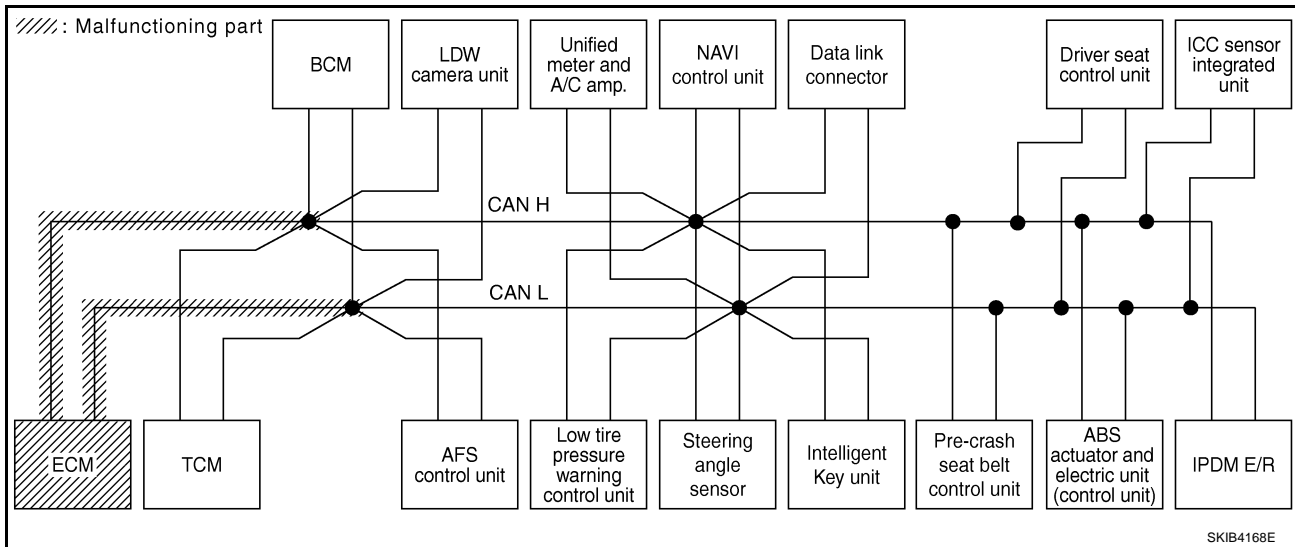 : Malfunctioning part
BCM
LDW
camera unit
Unified
meter and
A/C amp.
NAVI
control unit
Data link
connector
Driver seat
control unit
ICC sensor
integrated
unit
CAN H
CAN L
ECM
TCM
AFS
control unit
Low tire
pressure
warning
control unit
Steering
angle
sensor
Intelligent
Key unit
Pre-crash
seat belt
control unit
ABS
actuator and
electric unit
(control unit)
IPDM E/R
SKIB4168E